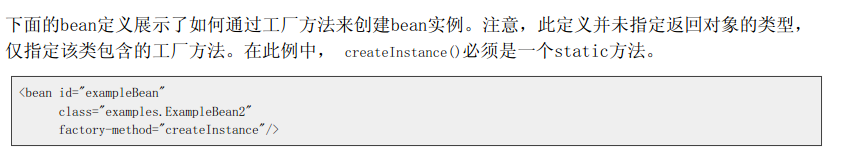 下面的bean定义展示了如何通过工厂方法来创建bean实例。注意，此定义并未指定返回对象的类型，
仅指定该类包含的工厂方法。在此例中， createInstance()必须是一个static方法。
<bean id="exampleBean"
      class="examples.ExampleBean2"
      factory-method="createInstance"/>